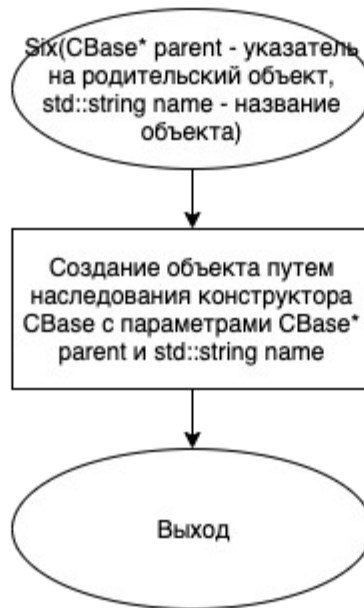 Six(CBase* parent - указатель
на родительский объект,
std::string name - название
объекта)
Создание объекта путем
наследования конструктора
CBase с параметрами CBase*
parent и std::string name
Выход